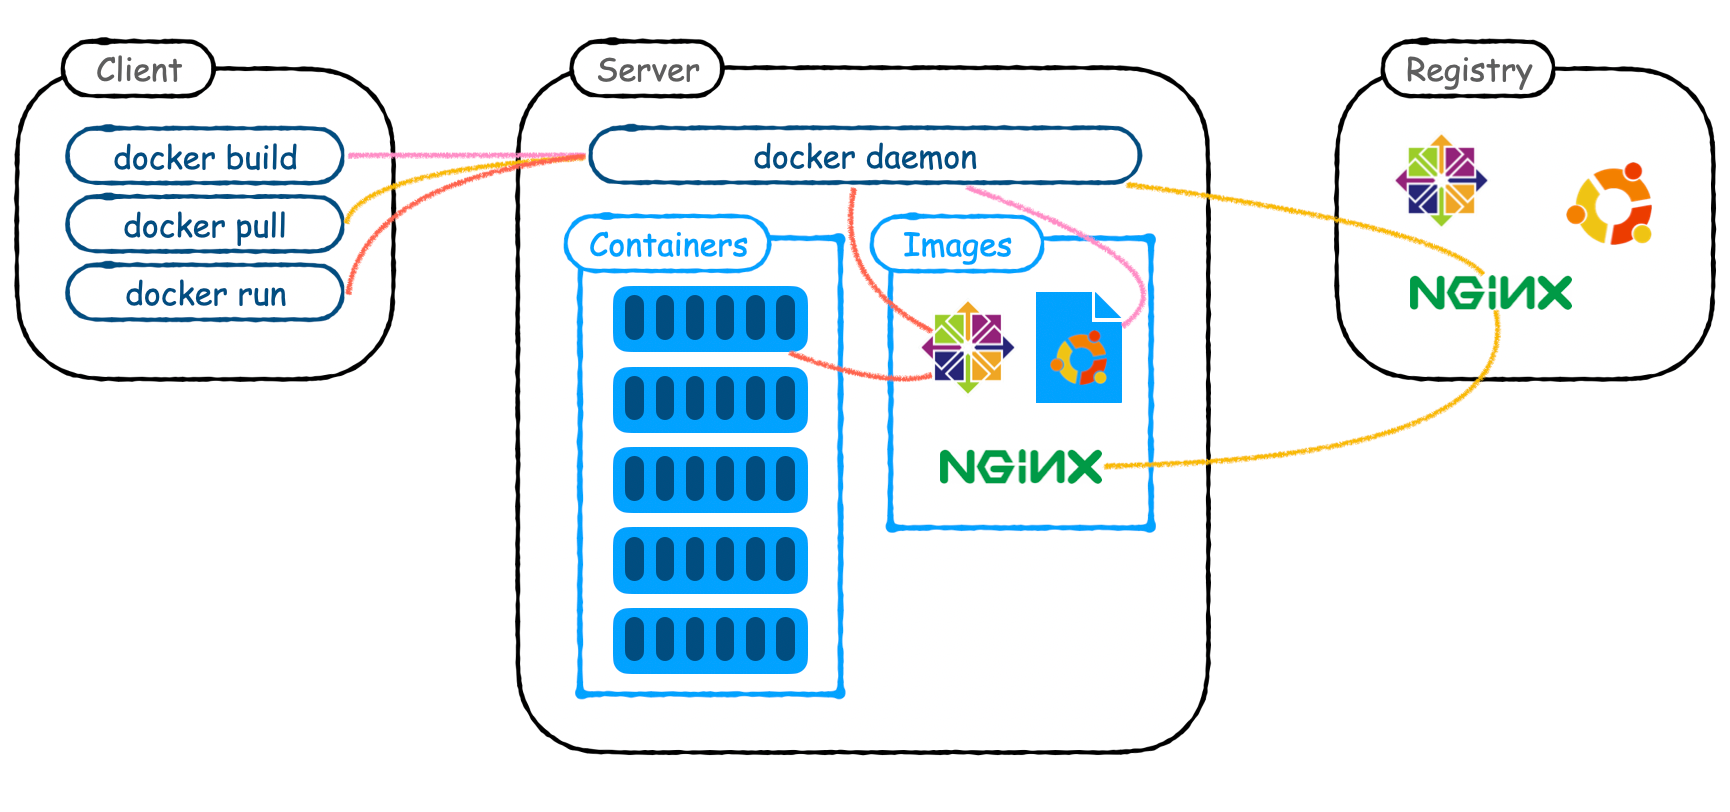 Client
docker build
docker pull
docker run
Server
docker daemon
Containers
Images
NGiNX
Registry
NGiNX